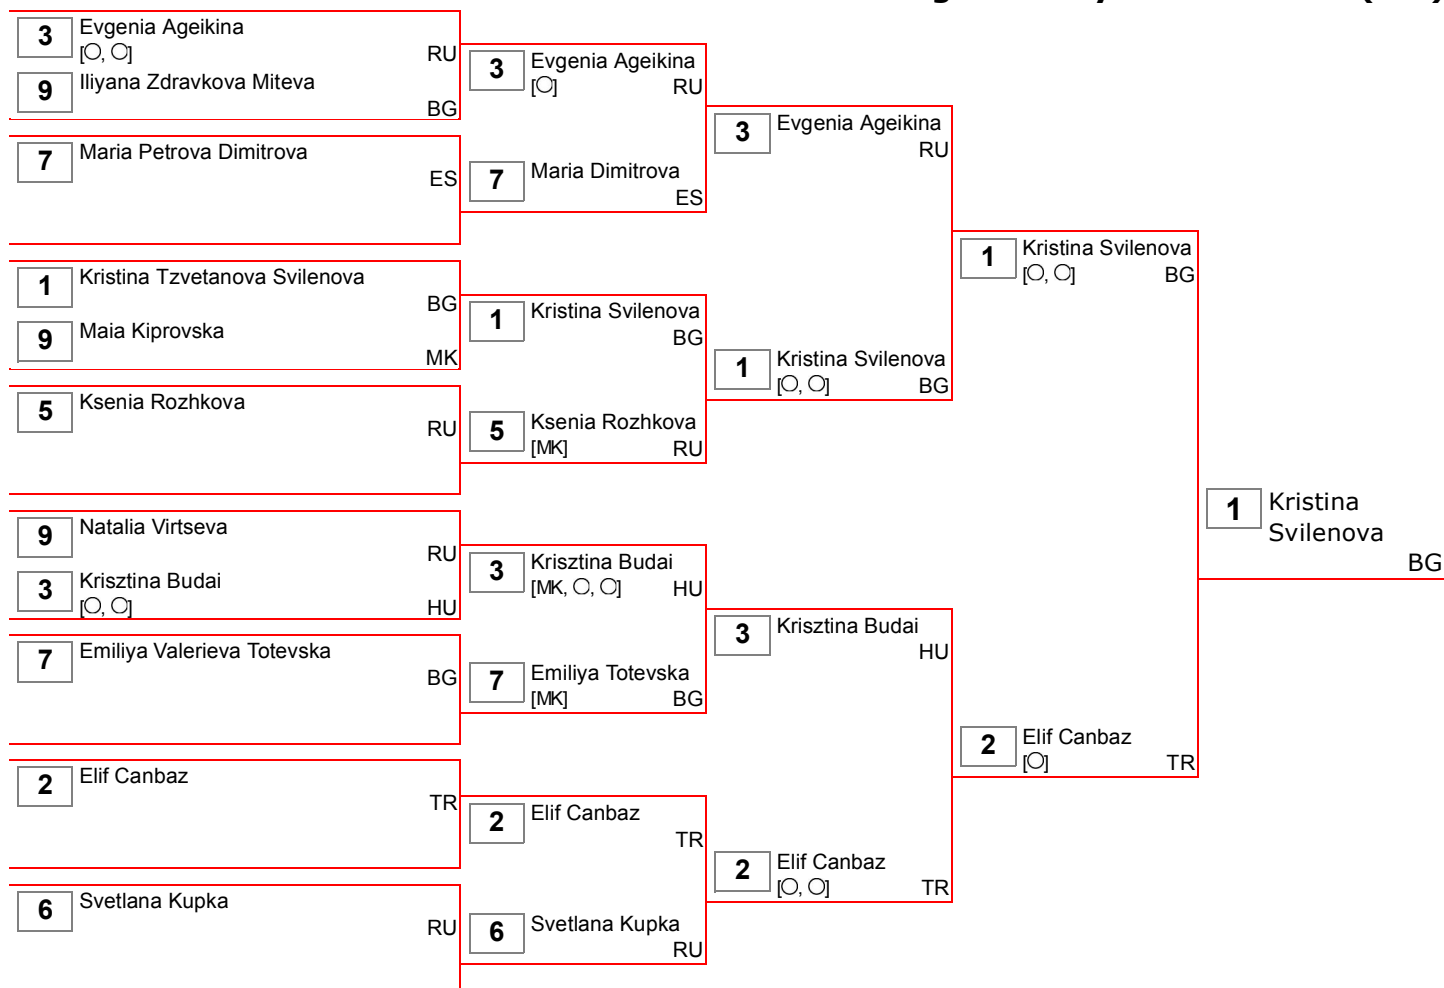 3 Evgenia Ageikina
[O, O] RU
9 Iliyana Zdravkova Miteva
BG
7 Maria Petrova Dimitrova
ES
1 Kristina Tzvetanova Svilenova
BG
9 Maia Kiprovska
MK
5 Ksenia Rozhkova
RU
9 Natalia Virtseva
RU
3 Krisztina Budai
[O, O] HU
7 Emiliya Valerieva Totevska
BG
2 Elif Canbaz
TR
6 Svetlana Kupka
RU
3 Evgenia Ageikina
[O] RU
7 Maria Dimitrova
ES
1 Kristina Svilenova
BG
5 Ksenia Rozhkova
[MK] RU
3 Krisztina Budai
[MK, O, O] HU
7 Emiliya Totevska
[MK] BG
2 Elif Canbaz
TR
6 Svetlana Kupka
RU
3 Evgenia Ageikina
RU
1 Kristina Svilenova
[O, O] BG
3 Krisztina Budai
HU
2 Elif Canbaz
[O, O] TR
1 Kristina Svilenova
[O, O] BG
2 Elif Canbaz
[O] TR
1 Kristina
Svilenova
BG